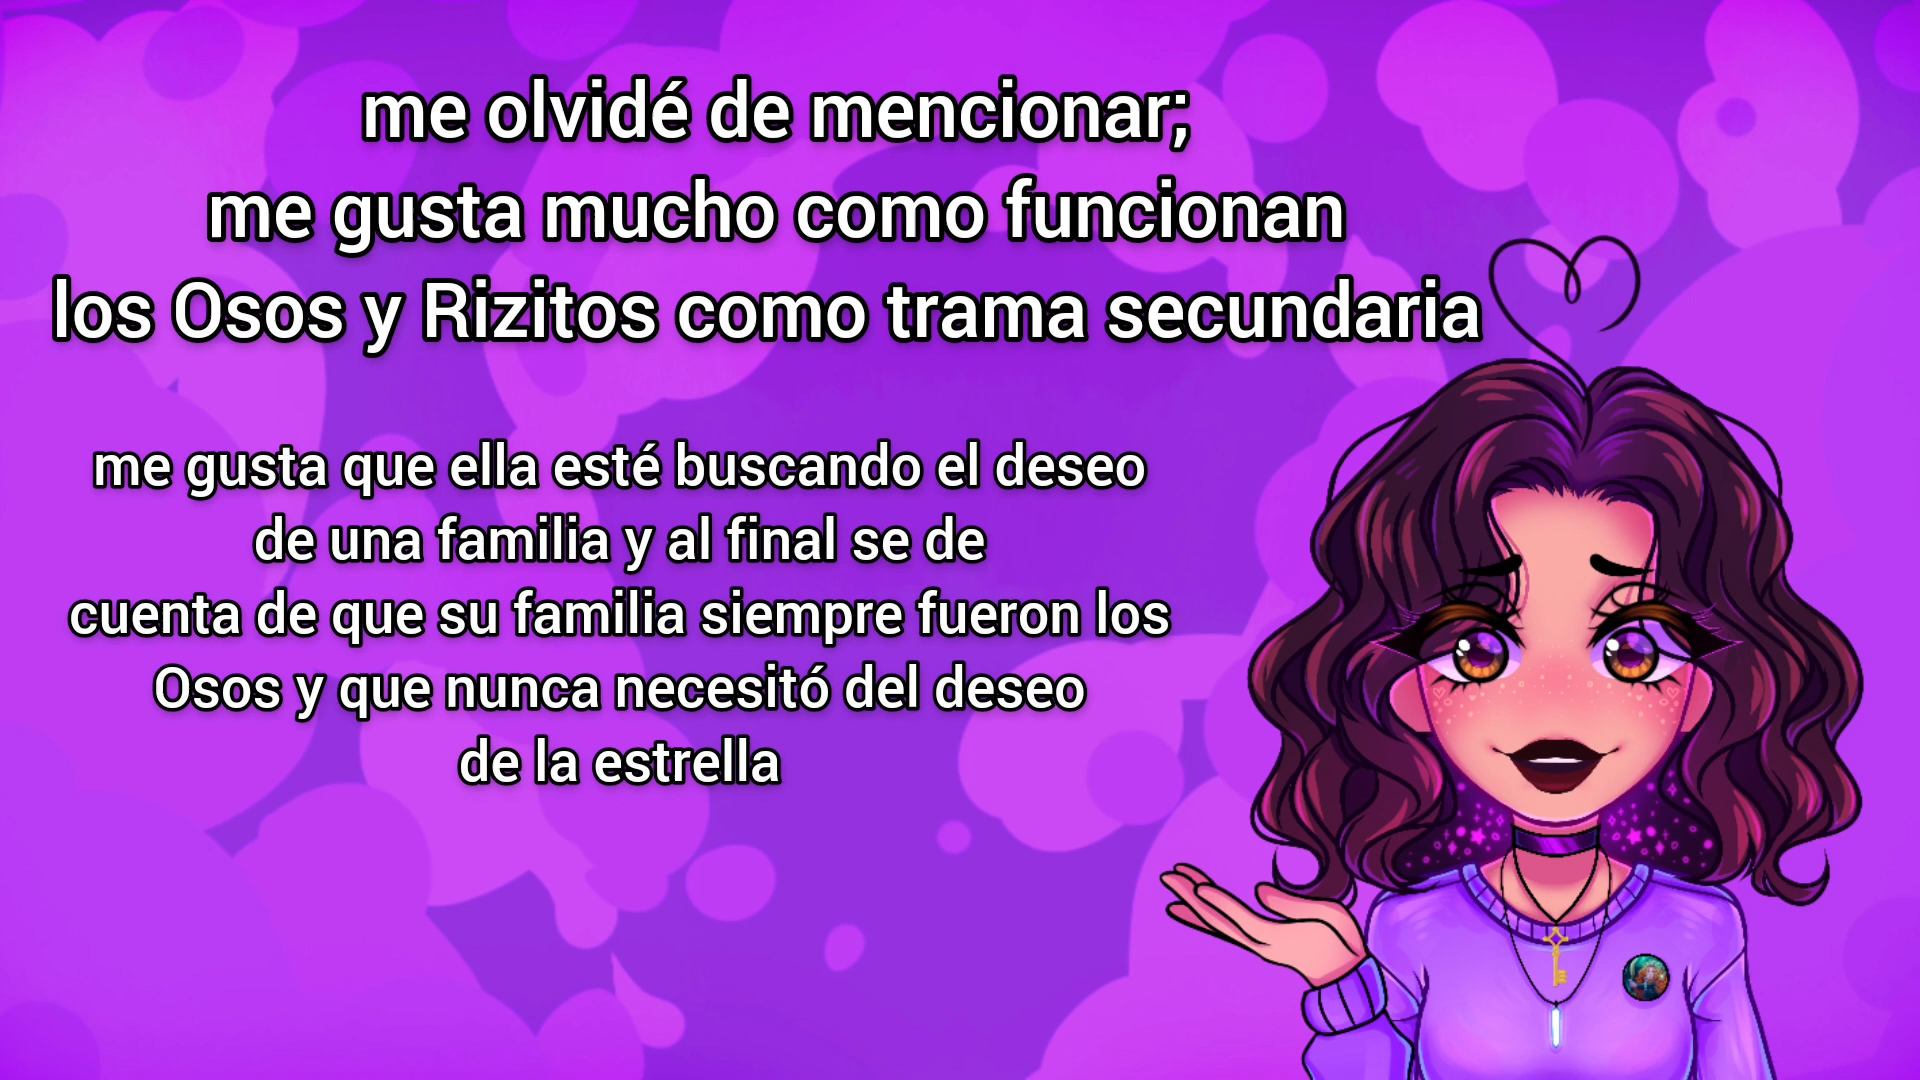 me olvidé de mencionar;
me gusta mucho como funcionan
los Osos y Rizitos como trama secundaria
me gusta que ella esté buscando el deseo
de una familia y al final se de
cuenta de que su familia siempre fueron los
Osos y que nunca necesitó del deseo
de la estrella